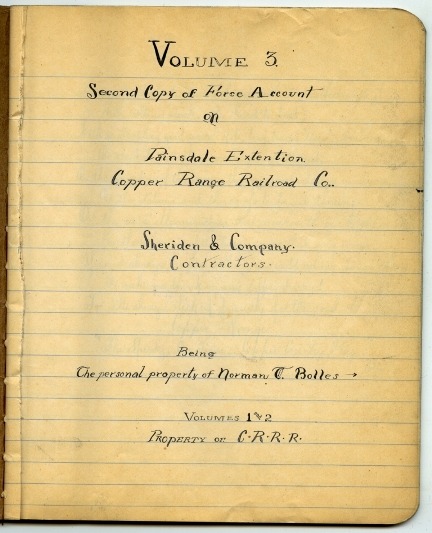 VOLUME 3.
Second Copy of Force Account
on
Painsdale Extention.
Copper Range Railroad Co..
Sheriden & Company.
Contractors.
Being
The personal property of Norman T. Bolles →
VOLUMES 1 & 2
PROPERTY OF C.R.R.R.